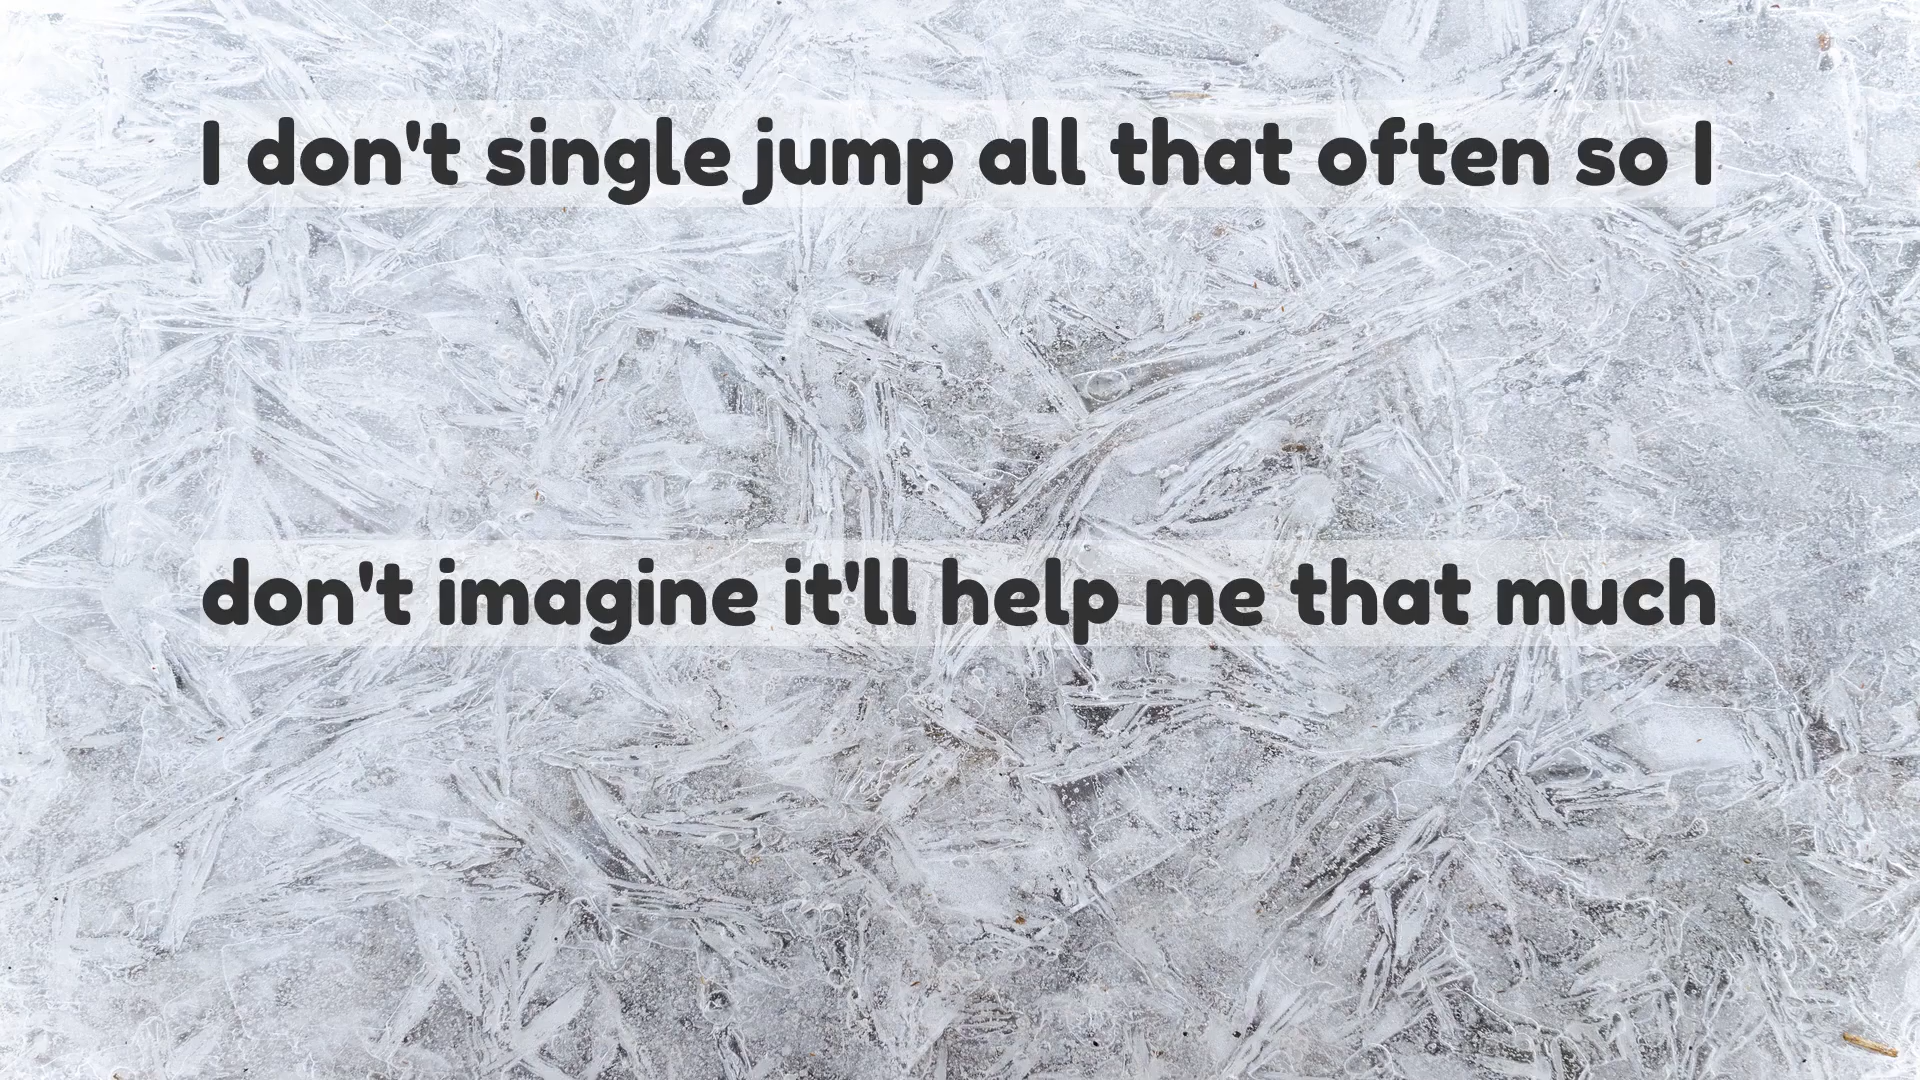 I don't single jump all that often so I
don't imagine it'll help me that much